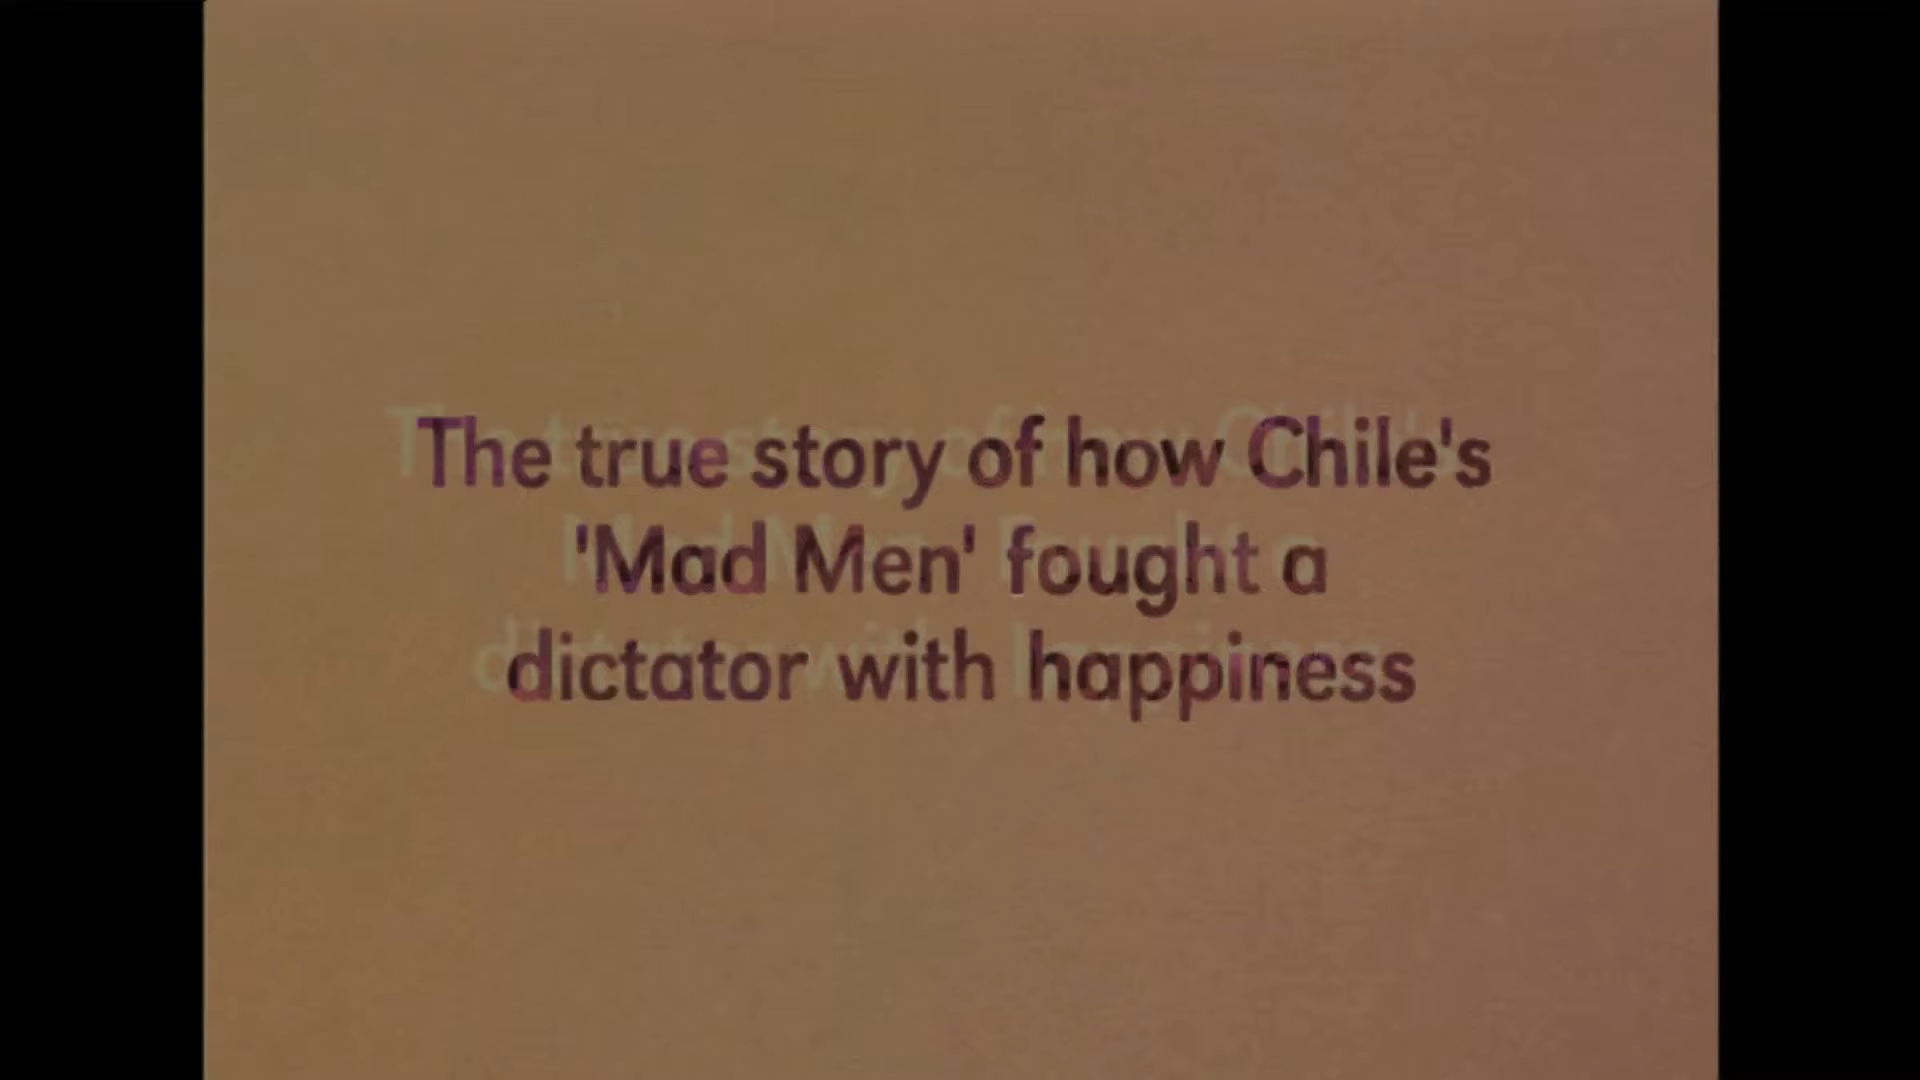 The true story of how Chile's
'Mad Men' fought a
dictator with happiness